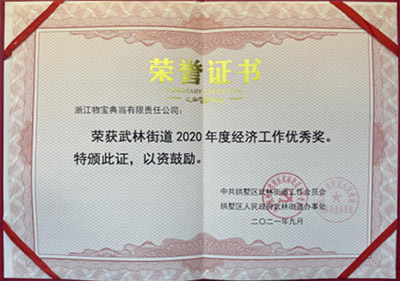 荣誉证书
浙江物宝典当有限责任公司：
荣获武林街道2020年度经济工作优秀奖。
特颁此证，以资鼓励。
中共拱墅区武林街道工作委员会
拱墅区人民政府武林街道办事处
二〇二一年九月